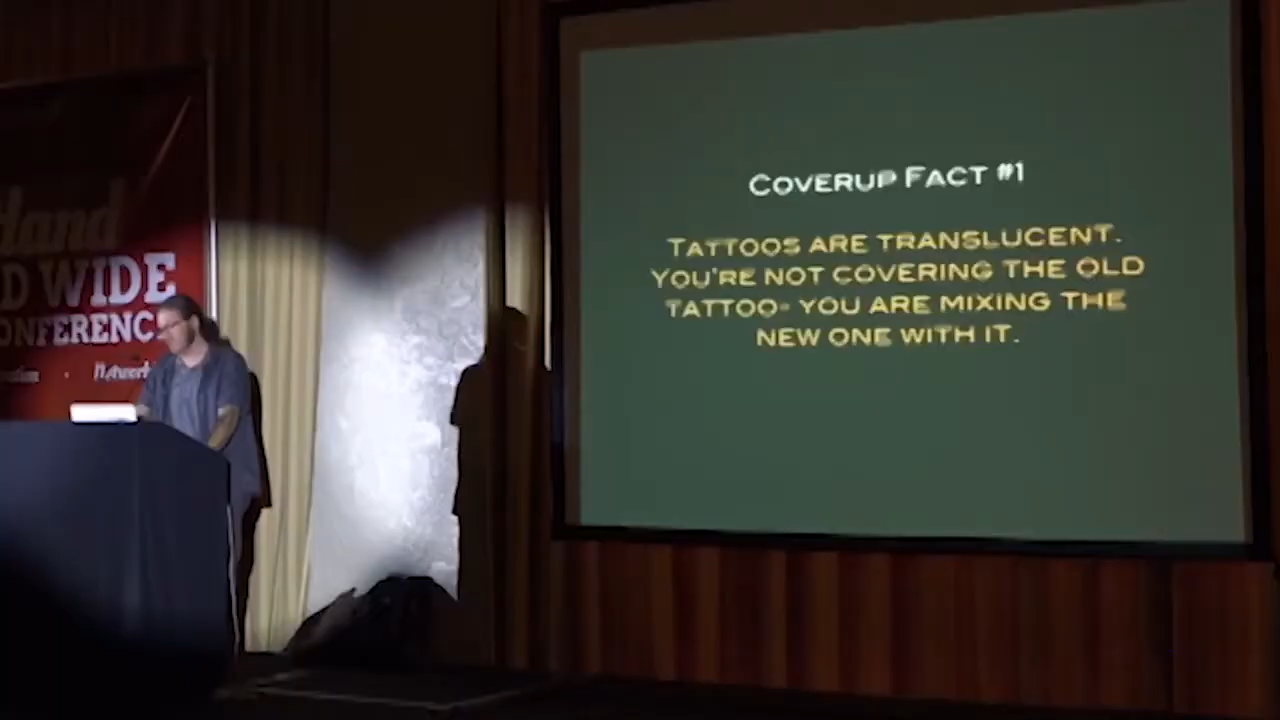 COVERUP FACT #1
TATTOOS ARE TRANSLUCENT.
YOU'RE NOT COVERING THE OLD
TATTOO- YOU ARE MIXING THE
NEW ONE WITH IT.
land
D WIDE
ONFERENC